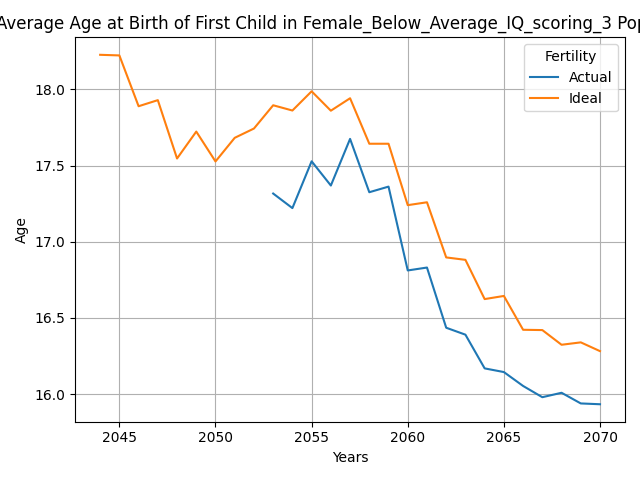 Average Age at Birth of First Child in Female_Below_Average_IQ_scoring_3 Pop
Fertility
Actual
Ideal
18.0
17.5
17.0
16.5
16.0
Age
2045 2050 2055 2060 2065 2070
Years